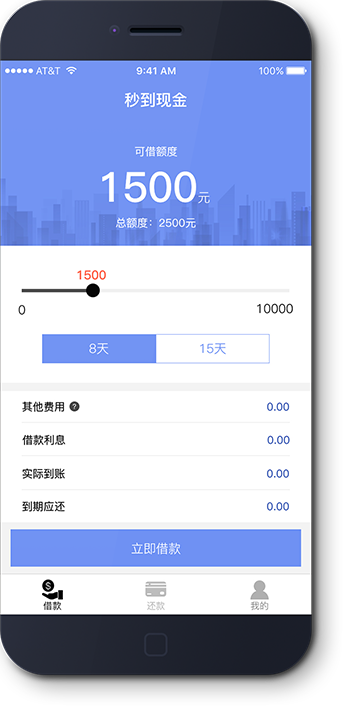 AT&T 9:41 AM 100%
秒到现金
可借额度
1500元
总额度：2500元
1500
0 10000
8天 15天
其他费用 ? 0.00
借款利息 0.00
实际到账 0.00
到期应还 0.00
立即借款
$
借款 还款 我的